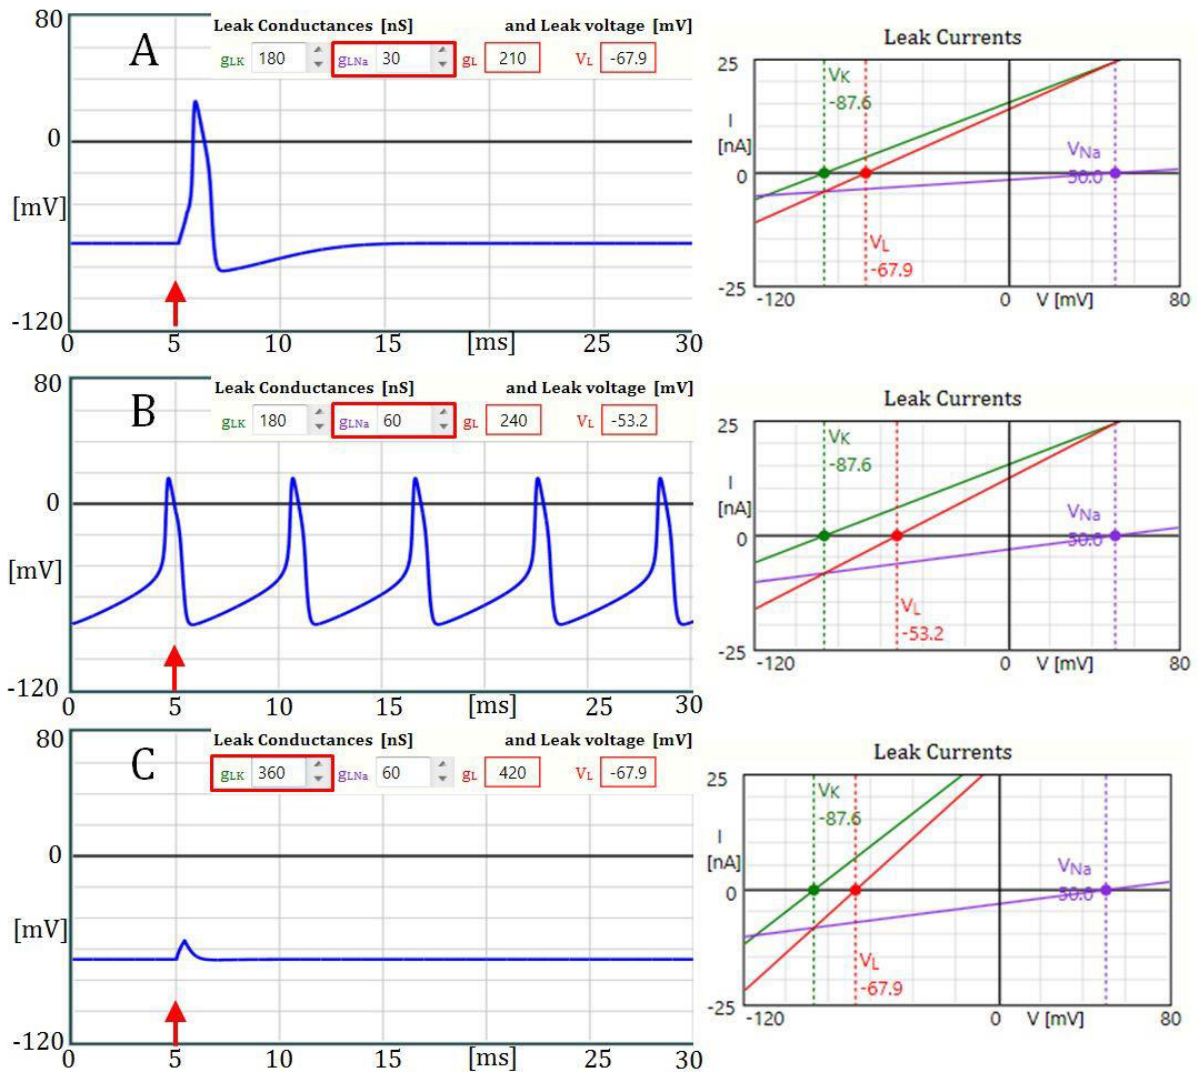 80
A
Leak Conductances [nS] and Leak voltage [mV]
gLK 180 gLNa 30 gL 210 VL -67.9
0
[mV]
-120
0 5 10 [ms] 25 30
Leak Currents
25
I
[nA]
0
-25
VK
-87.6
VNa
50.0
VL
-67.9
-120 0 V [mV] 80
80
B
Leak Conductances [nS] and Leak voltage [mV]
gLK 180 gLNa 60 gL 240 VL -53.2
0
[mV]
-120
0 5 10 [ms] 25 30
Leak Currents
25
I
[nA]
0
-25
VK
-87.6
VNa
50.0
VL
-53.2
-120 0 V [mV] 80
80
C
Leak Conductances [nS] and Leak voltage [mV]
gLK 360 gLNa 60 gL 420 VL -67.9
0
[mV]
-120
0 5 10 [ms] 25 30
Leak Currents
25
I
[nA]
0
-25
VK
-87.6
VNa
50.0
VL
-67.9
-120 0 V [mV] 80